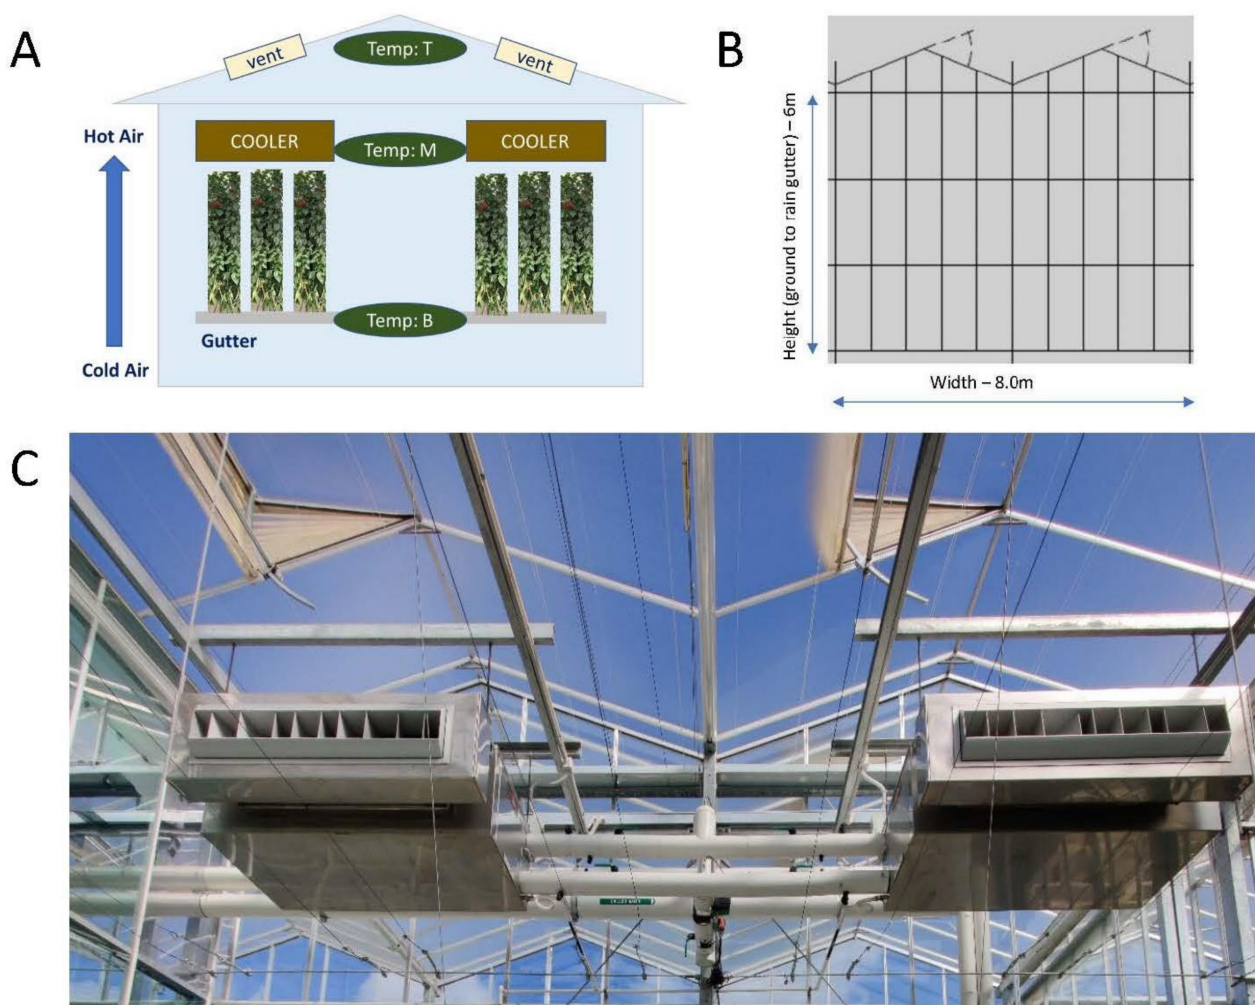 A
vent
Temp: T
vent
Hot Air
COOLER
Temp: M
COOLER
Temp: B
Gutter
Cold Air
B
Height (ground to rain gutter) – 6m
Width – 8.0m
C